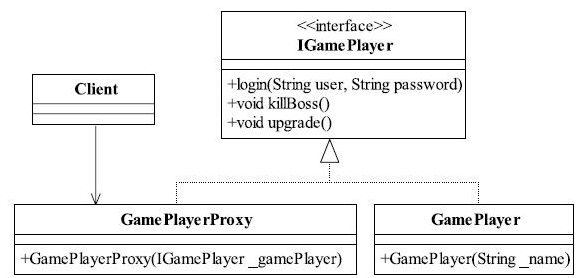 <<interface>>
IGamePlayer
+login(String user, String password)
+void killBoss()
+void upgrade()
Client
GamePlayerProxy
+GamePlayerProxy(IGamePlayer _gamePlayer)
GamePlayer
+GamePlayer(String _name)